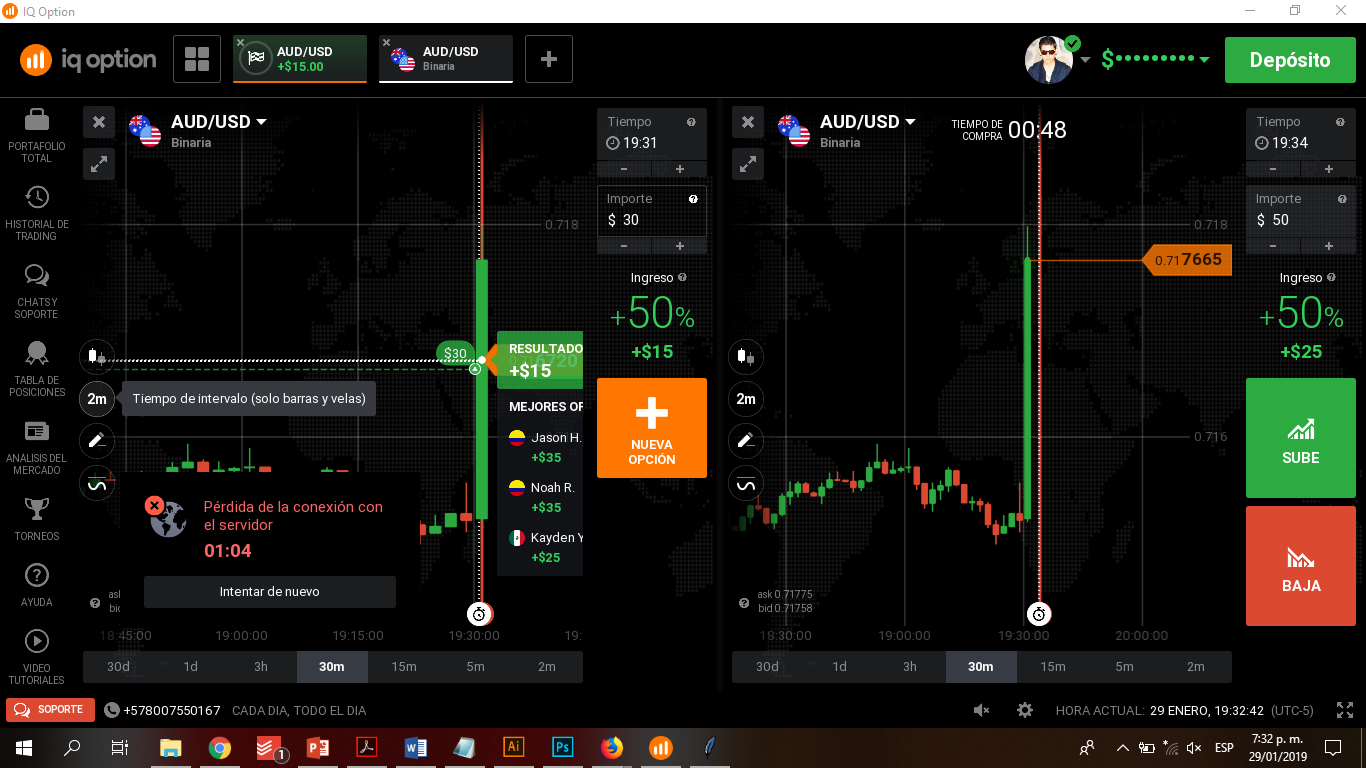 IQ Option
iq option
AUD/USD
+$15.00
AUD/USD
Binaria
$
Depósito
PORTAFOLIO
TOTAL
HISTORIAL DE
TRADING
CHATS Y
SOPORTE
TABLA DE
POSICIONES
ANALISIS DEL
MERCADO
TORNEOS
AYUDA
VIDEO
TUTORIALES
AUD/USD
Binaria
Tiempo
19:31
Importe
$ 30
0.718
Ingreso
+50%
+$15
NUEVA
OPCIÓN
$30
RESULTADO
+$15
MEJORES OP
Jason H.
+$35
Noah R.
+$35
Kayden Y
+$25
2m
Tiempo de intervalo (solo barras y velas)
Pérdida de la conexión con
el servidor
01:04
Intentar de nuevo
18:45:00 19:00:00 19:15:00 19:30:00 19:
30d 1d 3h 30m 15m 5m 2m
AUD/USD
Binaria
TIEMPO DE
COMPRA
00:48
Tiempo
19:34
Importe
$ 50
0.718
0.717665
Ingreso
+50%
+$25
2m
0.716
SUBE
BAJA
ask 0.71775
bid 0.71758
18:30:00 19:00:00 19:30:00 20:00:00
30d 1d 3h 30m 15m 5m 2m
SOPORTE
+578007550167 CADA DIA, TODO EL DIA
HORA ACTUAL: 29 ENERO, 19:32:42 (UTC-5)
1
ESP
7:32 p. m.
29/01/2019